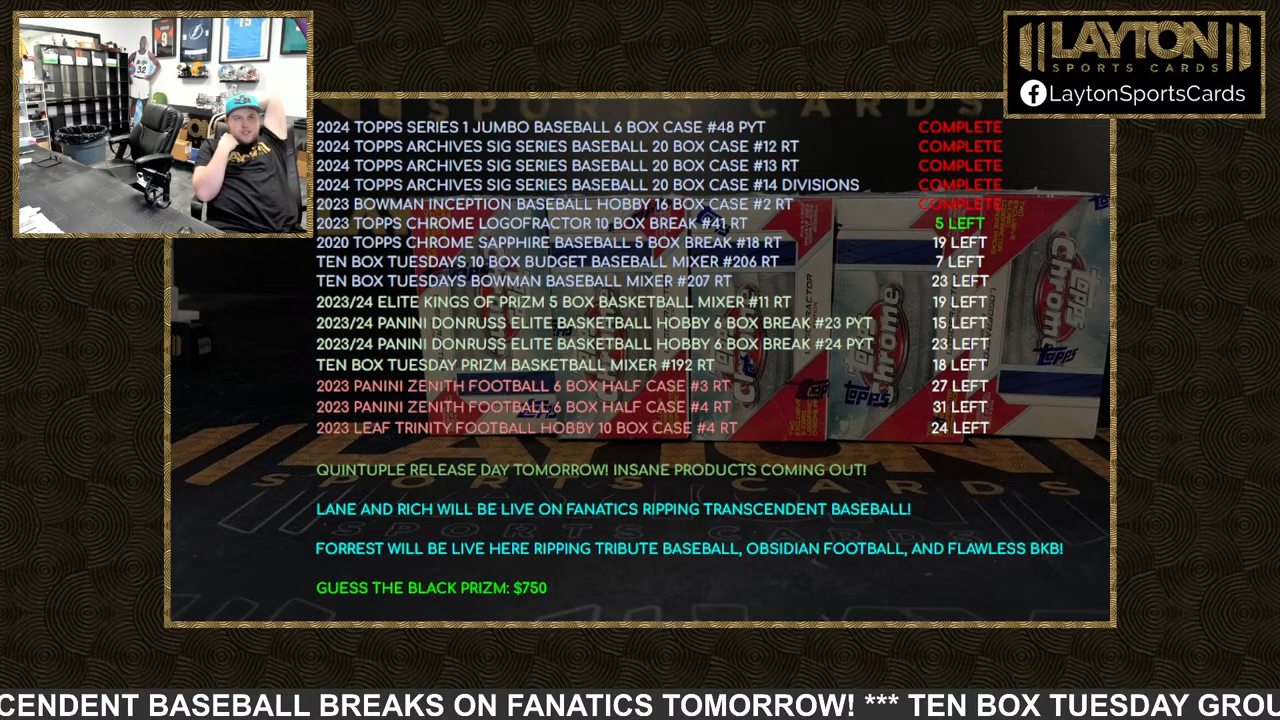 LAYTON
SPORTS CARDS
LaytonSportsCards
2024 TOPPS SERIES 1 JUMBO BASEBALL 6 BOX CASE #48 PYT COMPLETE
2024 TOPPS ARCHIVES SIG SERIES BASEBALL 20 BOX CASE #12 RT COMPLETE
2024 TOPPS ARCHIVES SIG SERIES BASEBALL 20 BOX CASE #13 RT COMPLETE
2024 TOPPS ARCHIVES SIG SERIES BASEBALL 20 BOX CASE #14 DIVISIONS COMPLETE
2023 BOWMAN INCEPTION BASEBALL HOBBY 16 BOX CASE #2 RT COMPLETE
2023 TOPPS CHROME LOGOFRACTOR 10 BOX BREAK #41 RT 5 LEFT
2020 TOPPS CHROME SAPPHIRE BASEBALL 5 BOX BREAK #18 RT 19 LEFT
TEN BOX TUESDAYS 10 BOX BUDGET BASEBALL MIXER #206 RT 7 LEFT
TEN BOX TUESDAYS BOWMAN BASEBALL MIXER #207 RT 23 LEFT
2023/24 ELITE KINGS OF PRIZM 5 BOX BASKETBALL MIXER #11 RT 19 LEFT
2023/24 PANINI DONRUSS ELITE BASKETBALL HOBBY 6 BOX BREAK #23 PYT 15 LEFT
2023/24 PANINI DONRUSS ELITE BASKETBALL HOBBY 6 BOX BREAK #24 PYT 23 LEFT
TEN BOX TUESDAY PRIZM BASKETBALL MIXER #192 RT 18 LEFT
2023 PANINI ZENITH FOOTBALL 6 BOX HALF CASE #3 RT 27 LEFT
2023 PANINI ZENITH FOOTBALL 6 BOX HALF CASE #4 RT 31 LEFT
2023 LEAF TRINITY FOOTBALL HOBBY 10 BOX CASE #4 RT 24 LEFT
QUINTUPLE RELEASE DAY TOMORROW! INSANE PRODUCTS COMING OUT!
LANE AND RICH WILL BE LIVE ON FANATICS RIPPING TRANSCENDENT BASEBALL!
FORREST WILL BE LIVE HERE RIPPING TRIBUTE BASEBALL, OBSIDIAN FOOTBALL, AND FLAWLESS BKB!
GUESS THE BLACK PRIZM: $750
CENDENT BASEBALL BREAKS ON FANATICS TOMORROW! *** TEN BOX TUESDAY GROU